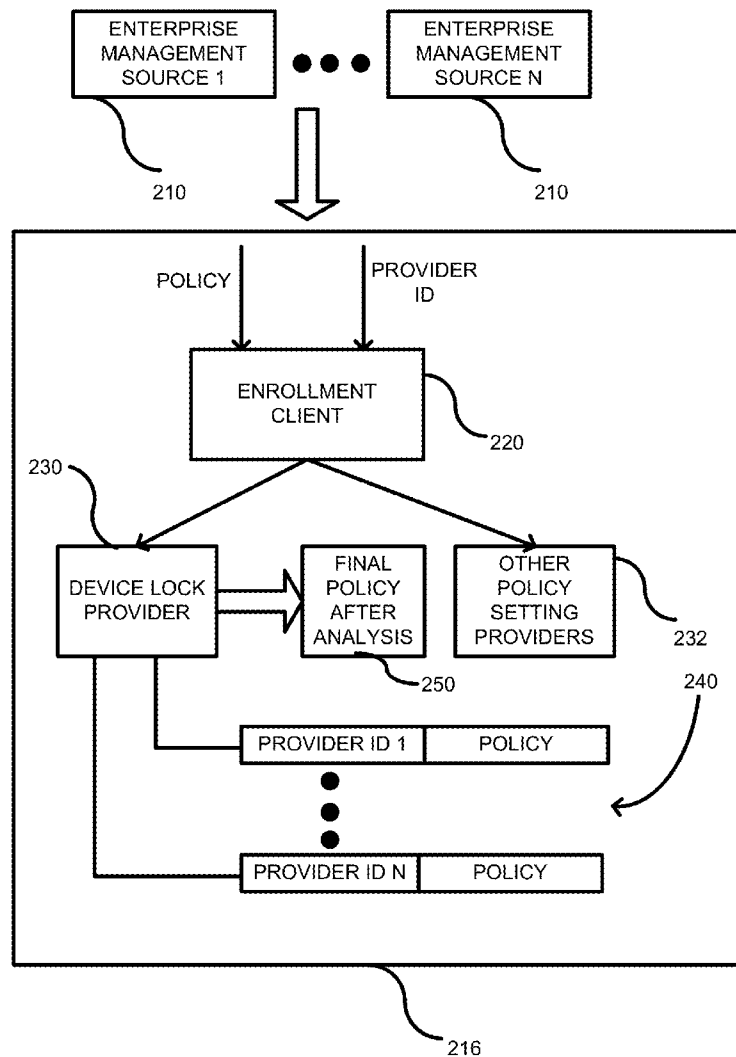 ENTERPRISE
MANAGEMENT
SOURCE 1
ENTERPRISE
MANAGEMENT
SOURCE N
210
210
POLICY
PROVIDER
ID
ENROLLMENT
CLIENT
220
230
DEVICE LOCK
PROVIDER
FINAL
POLICY
AFTER
ANALYSIS
OTHER
POLICY
SETTING
PROVIDERS
232
250
240
PROVIDER ID 1
POLICY
PROVIDER ID N
POLICY
216